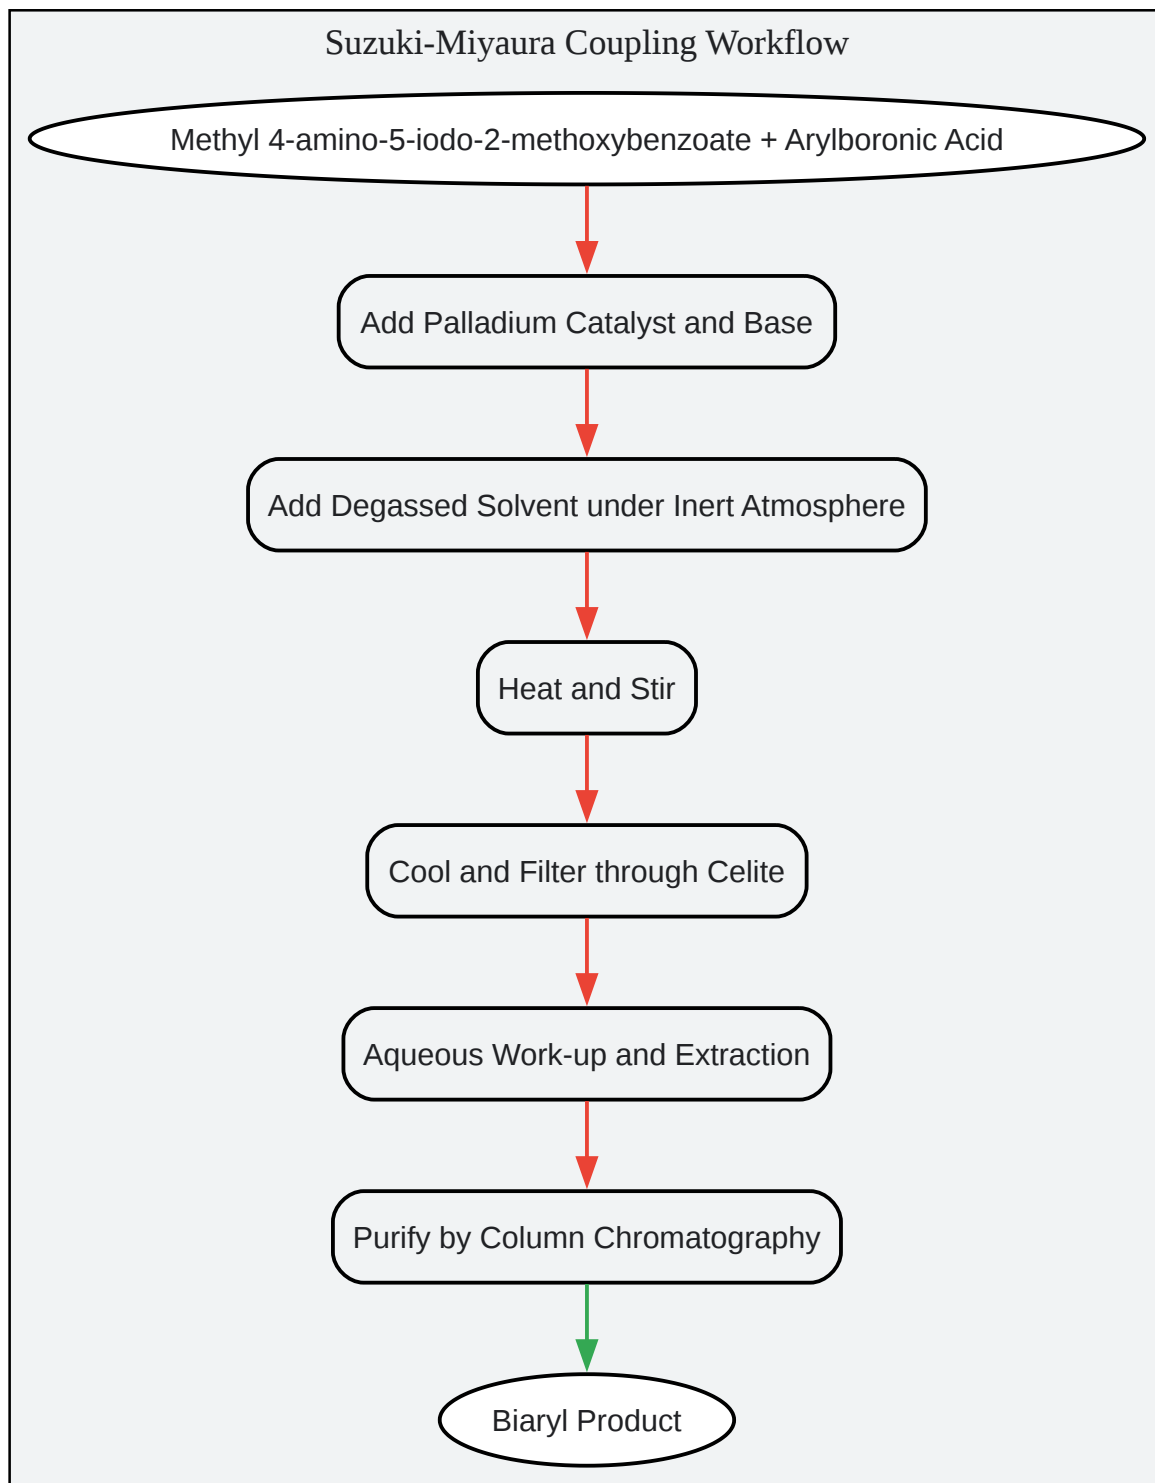 Suzuki-Miyaura Coupling Workflow
Methyl 4-amino-5-iodo-2-methoxybenzoate + Arylboronic Acid
Add Palladium Catalyst and Base
Add Degassed Solvent under Inert Atmosphere
Heat and Stir
Cool and Filter through Celite
Aqueous Work-up and Extraction
Purify by Column Chromatography
Biaryl Product